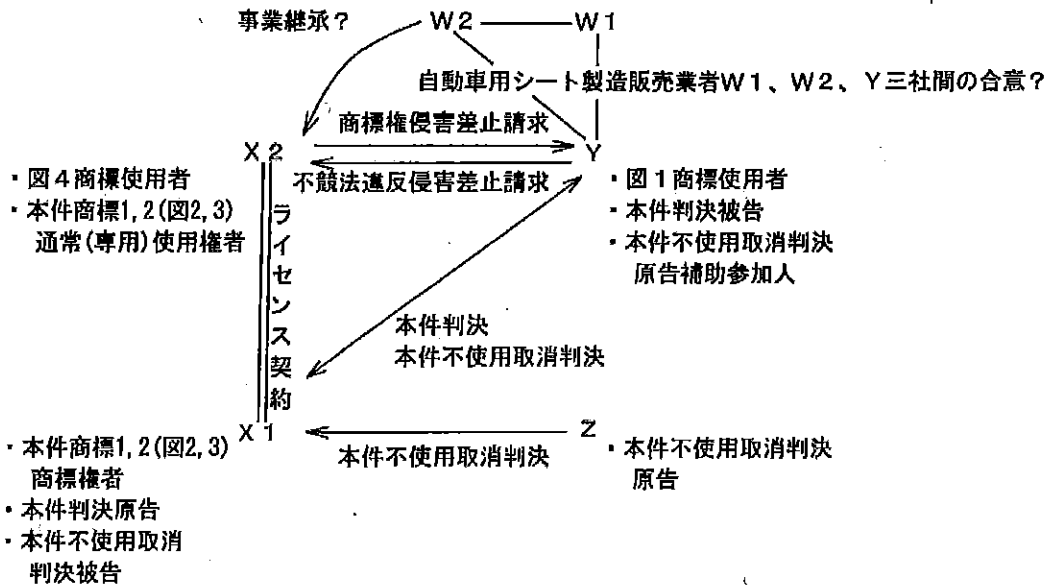 事業継承? W2 W1
自動車用シート製造販売業者W1、W2、Y三社間の合意?
商標権侵害差止請求
X2 Y
不競法違反侵害差止請求
・図4商標使用者
・本件商標1,2(図2,3)
通常(専用)使用権者
・図1商標使用者
・本件判決被告
・本件不使用取消判決
原告補助参加人
ライセンス契約
本件判決
本件不使用取消判決
X1 Z
本件不使用取消判決
・本件商標1,2(図2,3)
商標権者
・本件判決原告
・本件不使用取消
判決被告
・本件不使用取消判決
原告